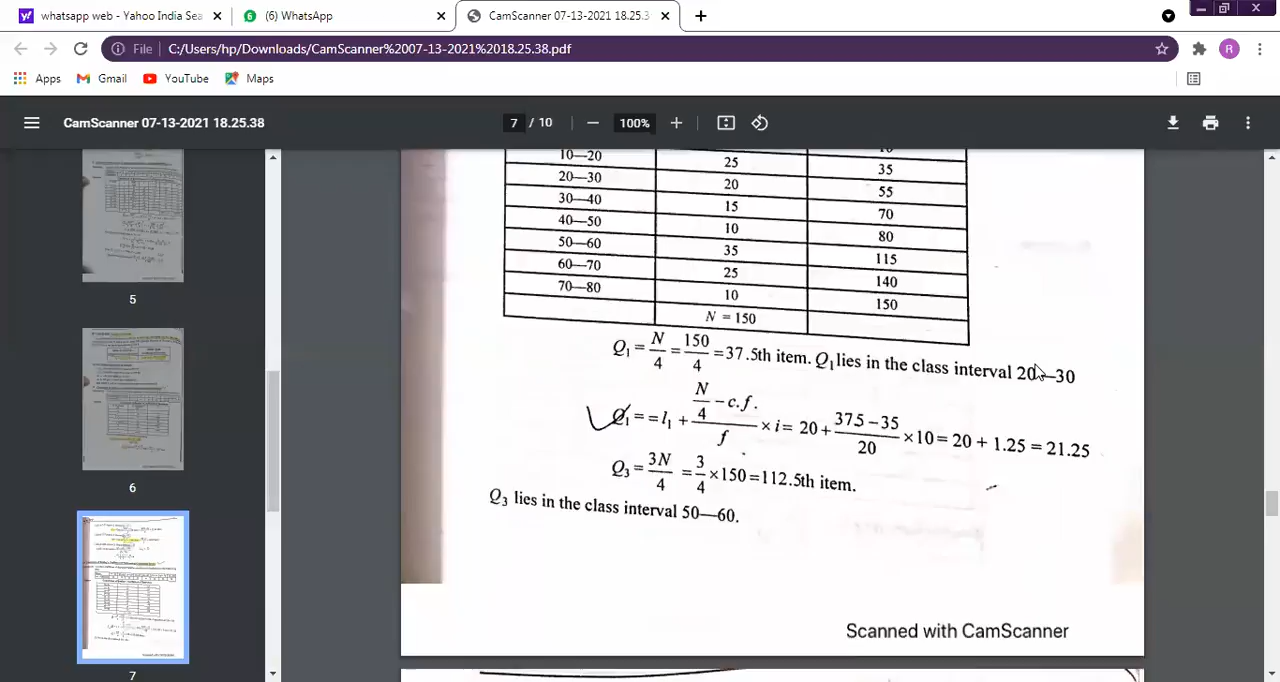 whatsapp web - Yahoo India Sea
(6) WhatsApp
CamScanner 07-13-2021 18.25.3
File C:/Users/hp/Downloads/CamScanner%2007-13-2021%2018.25.38.pdf
R
Apps Gmail YouTube Maps
CamScanner 07-13-2021 18.25.38
7 / 10
100%
5
6
7
10
10—20 25 35
20—30 20 55
30—40 15 70
40—50 10 80
50—60 35 115
60—70 25 140
70—80 10 150
N = 150
Q₁ = N/4 = 150/4 = 37.5th item. Q₁ lies in the class interval 20—30
Q₁ = = l₁ + (N/4 − c.f.)/f × i = 20 + (375 − 35)/20 × 10 = 20 + 1.25 = 21.25
Q₃ = 3N/4 = 3/4 × 150 = 112.5th item.
Q₃ lies in the class interval 50—60.
Scanned with CamScanner